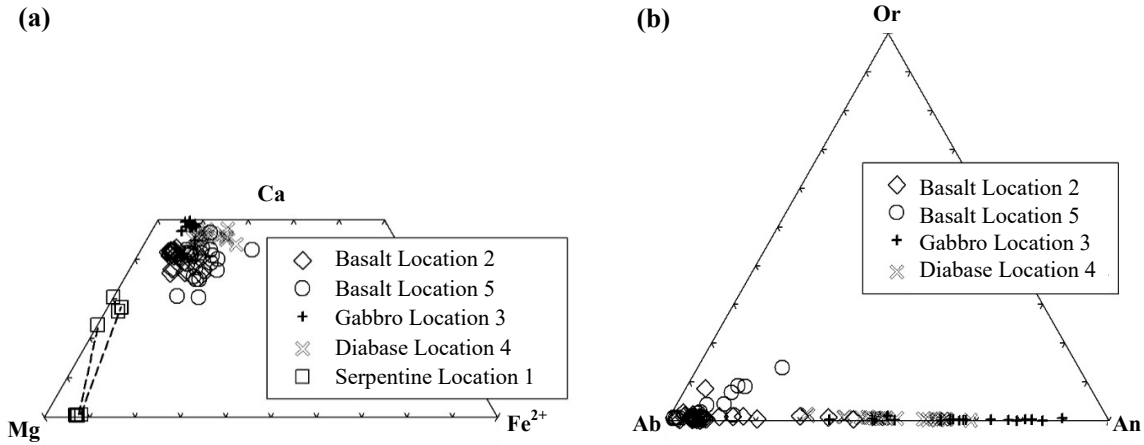 (a)
Ca
Basalt Location 2
Basalt Location 5
Gabbro Location 3
Diabase Location 4
Serpentine Location 1
Mg
Fe²⁺
(b)
Or
Basalt Location 2
Basalt Location 5
Gabbro Location 3
Diabase Location 4
Ab
An